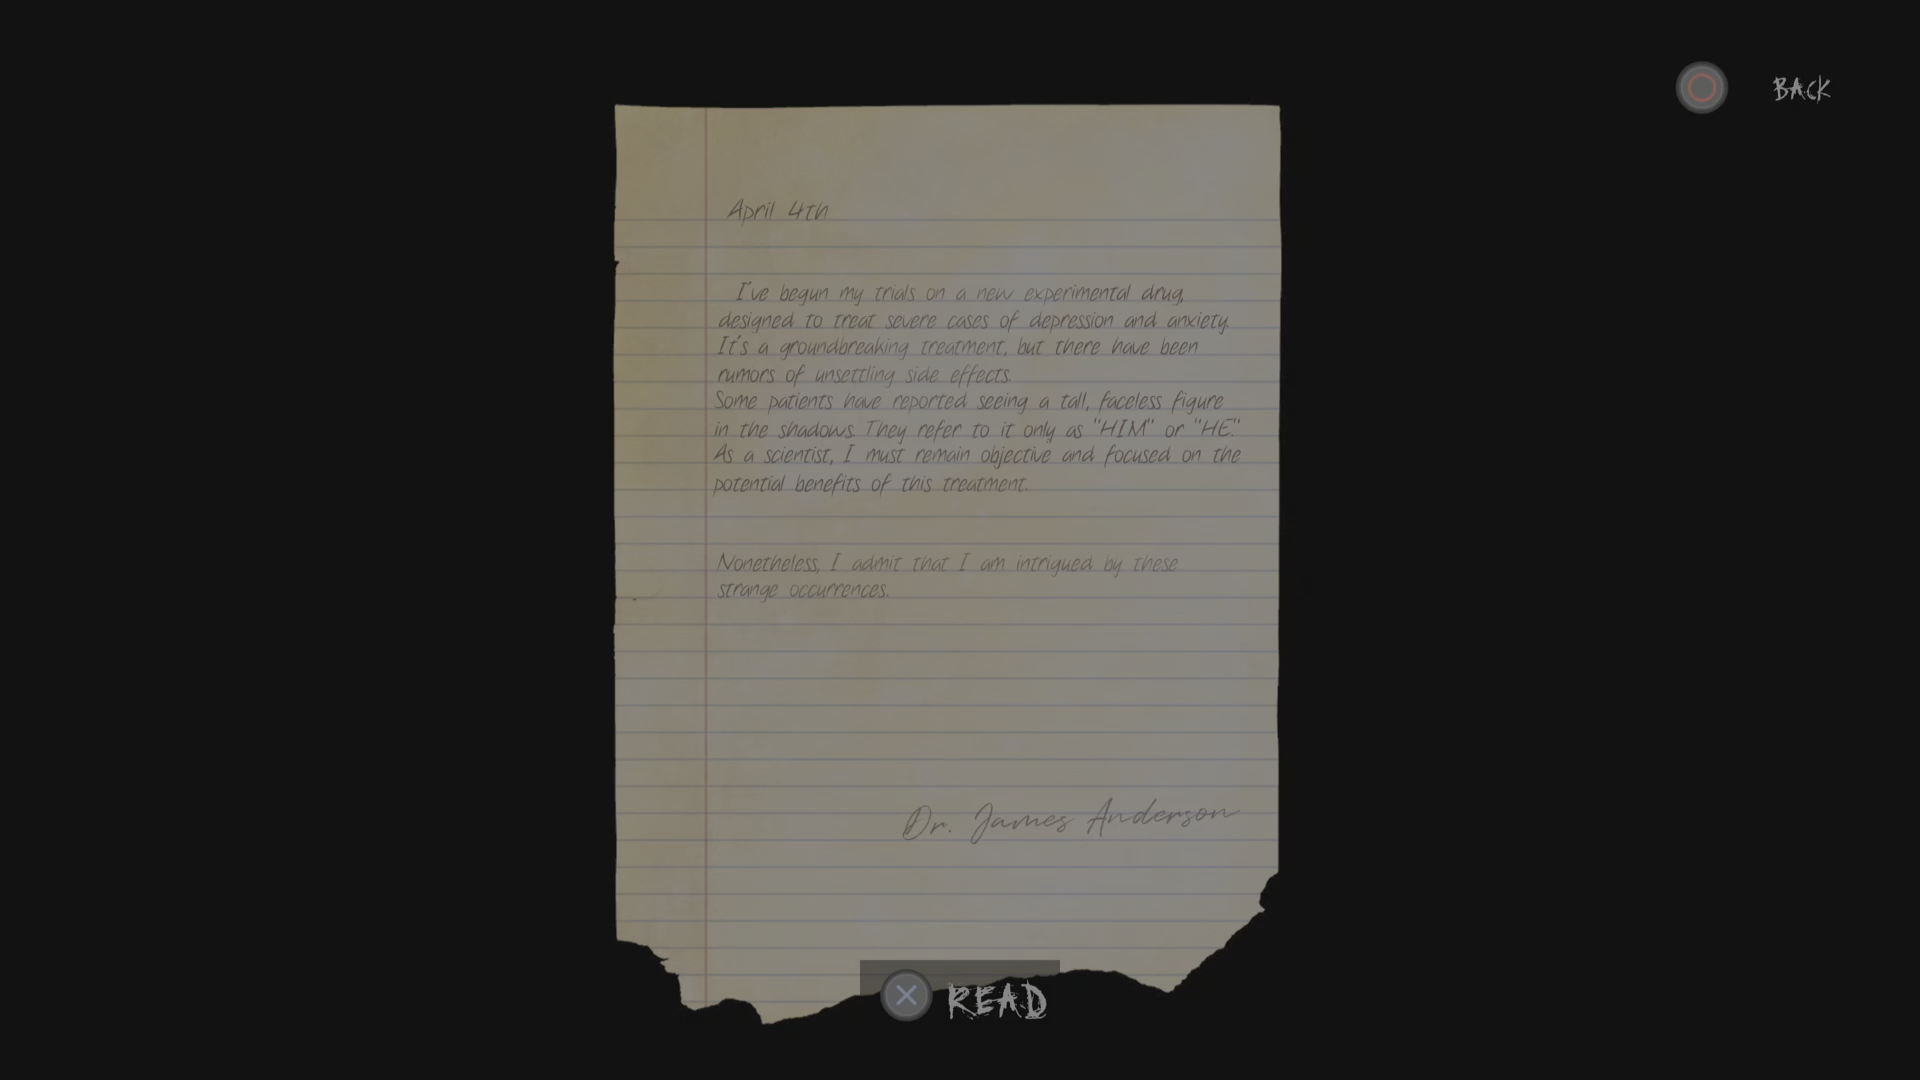 BACK
April 4th
I've begun my trials on a new experimental drug,
designed to treat severe cases of depression and anxiety.
It's a groundbreaking treatment, but there have been
rumors of unsettling side effects.
Some patients have reported seeing a tall, faceless figure
in the shadows. They refer to it only as "HIM" or "HE."
As a scientist, I must remain objective and focused on the
potential benefits of this treatment.
Nonetheless, I admit that I am intrigued by these
strange occurrences.
Dr. James Anderson
READ